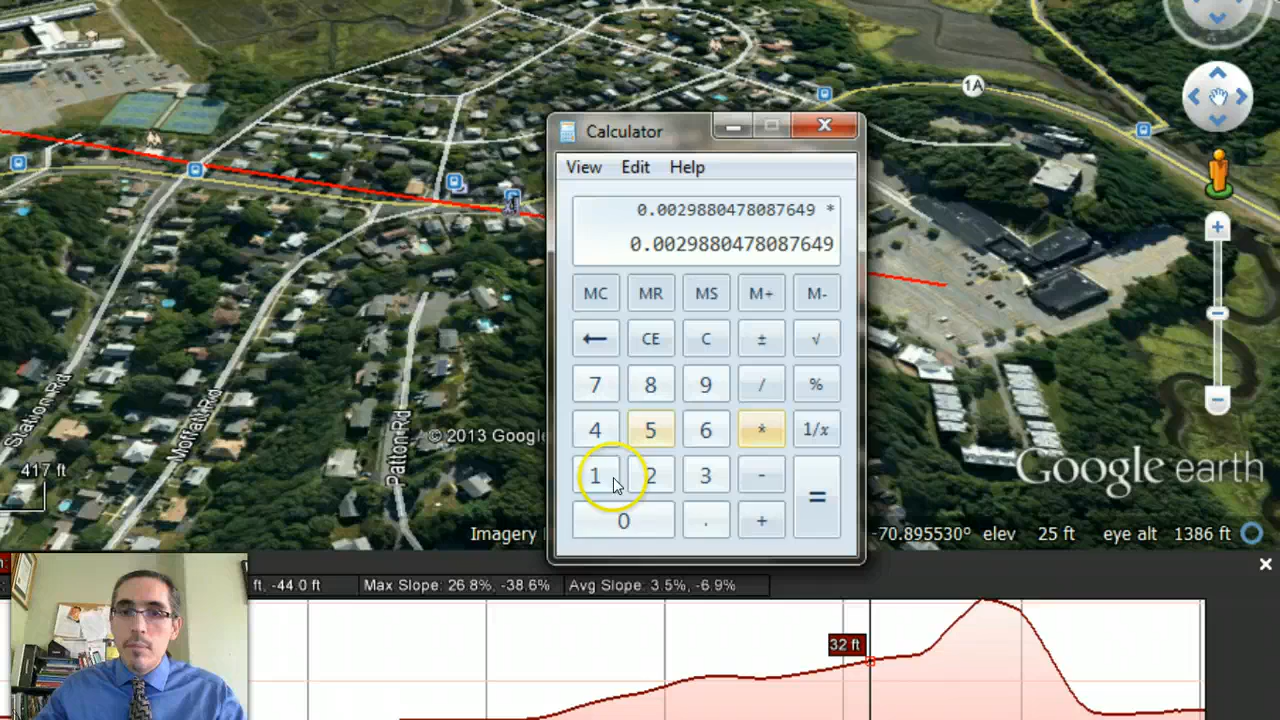 1A
Calculator
View Edit Help
0.0029880478087649 *
0.0029880478087649
MC MR MS M+ M-
← CE C ± √
7 8 9 / %
4 5 6 * 1/x
1 2 3 - =
0 . +
Statton Rd
Moffatt Rd
Patton Rd
© 2013 Google
417 ft
Google earth
Imagery
-70.895530° elev 25 ft eye alt 1386 ft
ft, -44.0 ft Max Slope: 26.8%, -38.6% Avg Slope: 3.5%, -6.9%
32 ft